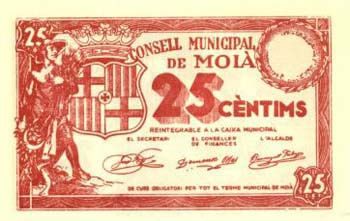 25
CONSELL MUNICIPAL
DE MOIÀ
25 CÈNTIMS
REINTEGRABLE A LA CAIXA MUNICIPAL
EL SECRETARI EL CONSELLER DE FINANCES L'ALCALDE
DE CURS OBLIGATORI PER TOT EL TERME MUNICIPAL DE MOIÀ
25